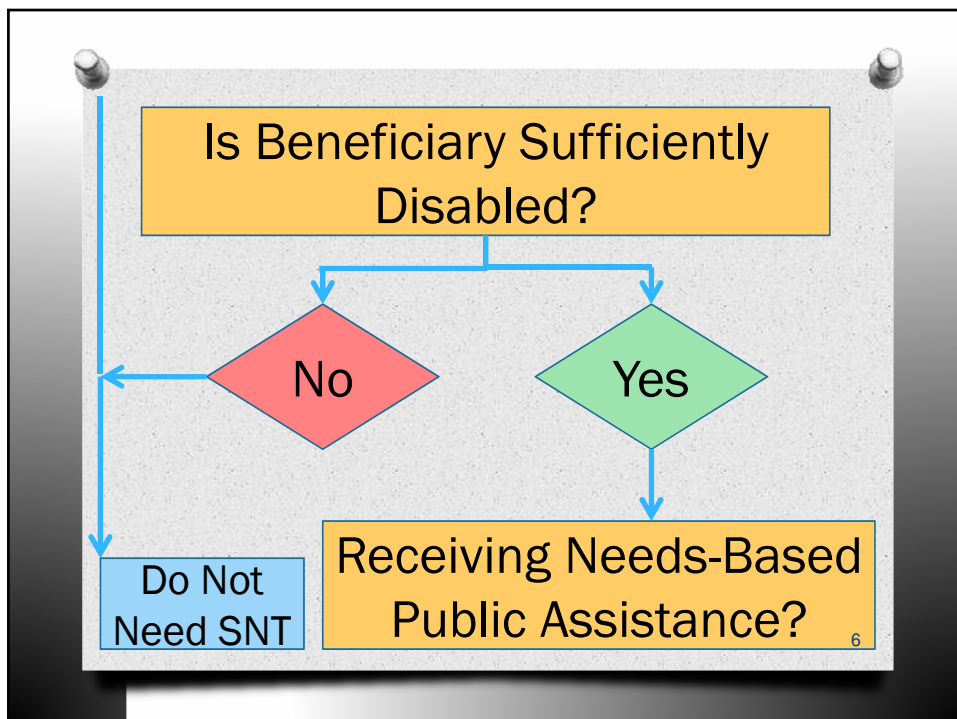 Is Beneficiary Sufficiently
Disabled?
No
Yes
Do Not
Need SNT
Receiving Needs-Based
Public Assistance?
6